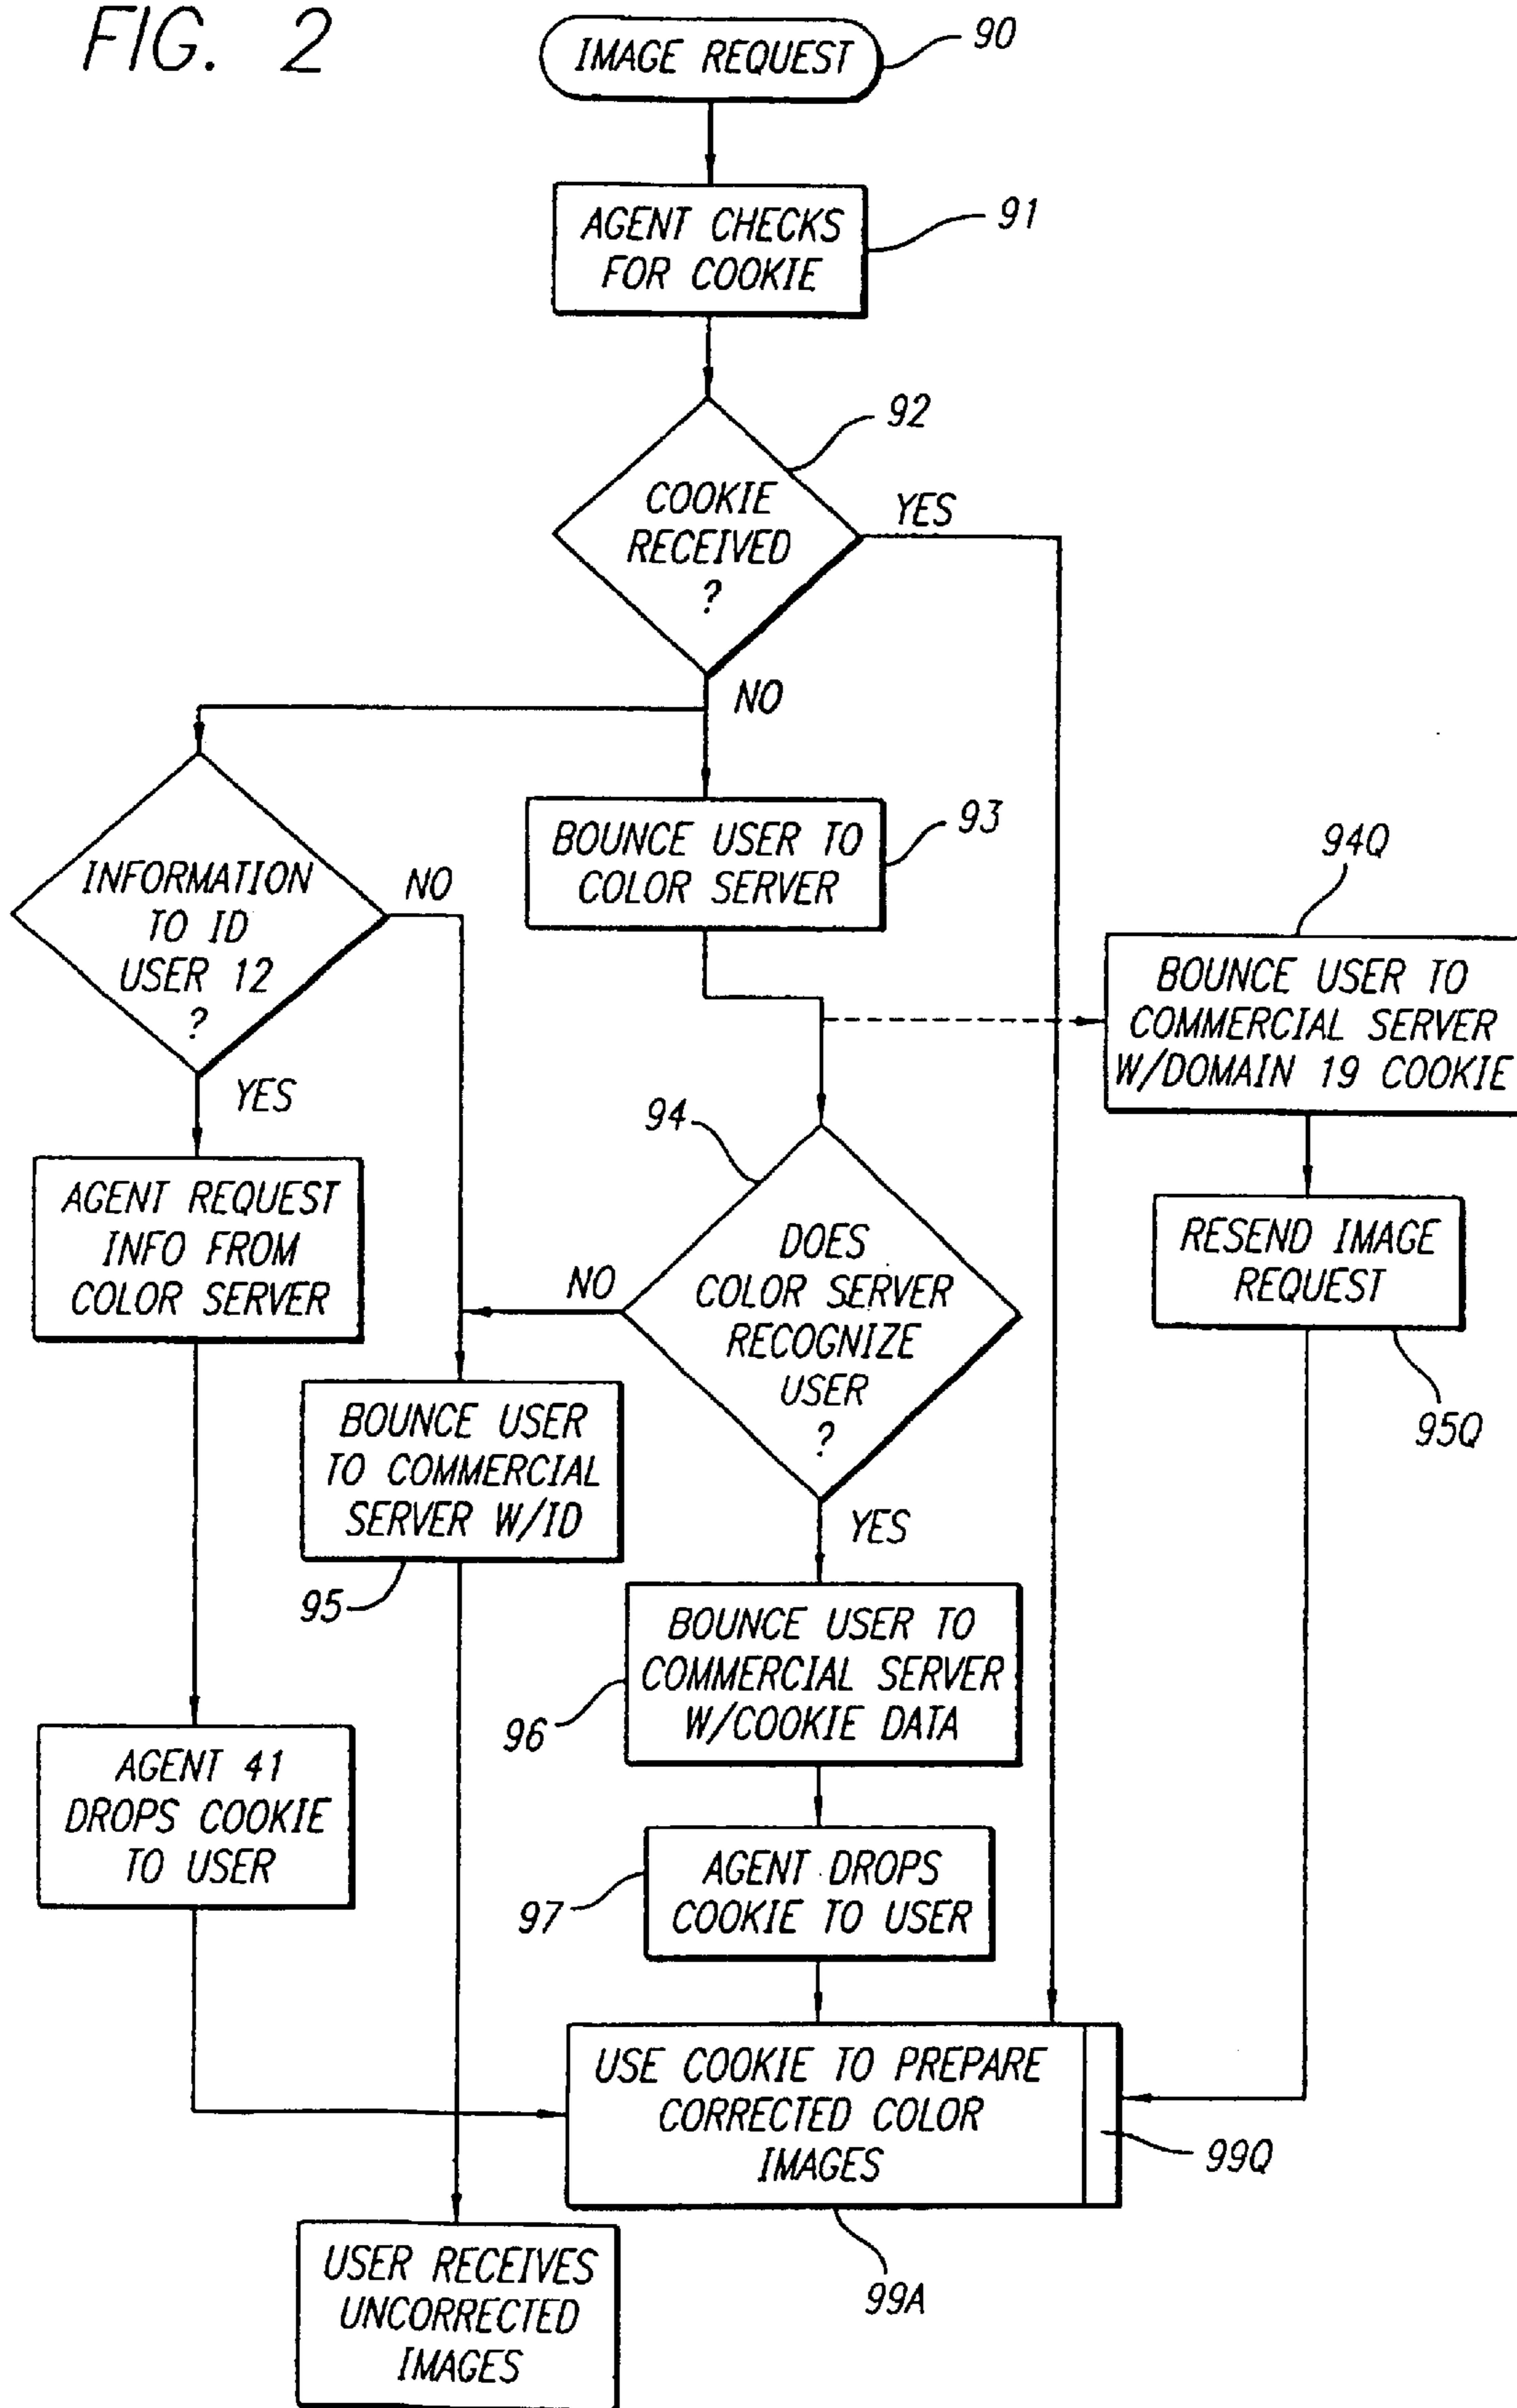 FIG. 2
IMAGE REQUEST
90
AGENT CHECKS
FOR COOKIE
91
92
COOKIE
RECEIVED
?
YES
NO
INFORMATION
TO ID
USER 12
?
NO
YES
BOUNCE USER TO
COLOR SERVER
93
94Q
BOUNCE USER TO
COMMERCIAL SERVER
W/DOMAIN 19 COOKIE
AGENT REQUEST
INFO FROM
COLOR SERVER
94
DOES
COLOR SERVER
RECOGNIZE
USER
?
NO
YES
RESEND IMAGE
REQUEST
95Q
BOUNCE USER
TO COMMERCIAL
SERVER W/ID
95
BOUNCE USER TO
COMMERCIAL SERVER
W/COOKIE DATA
96
AGENT 41
DROPS COOKIE
TO USER
AGENT DROPS
COOKIE TO USER
97
USE COOKIE TO PREPARE
CORRECTED COLOR
IMAGES
99Q
99A
USER RECEIVES
UNCORRECTED
IMAGES